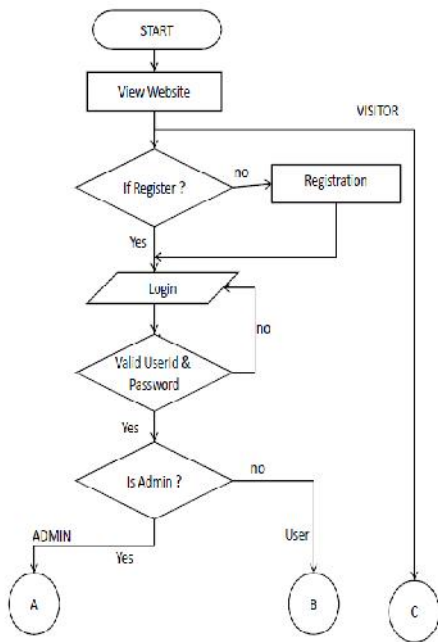 START
View Website
VISITOR
If Register ?
no
Registration
Yes
Login
no
Valid UserId &
Password
Yes
Is Admin ?
no
ADMIN
Yes
User
A
B
C